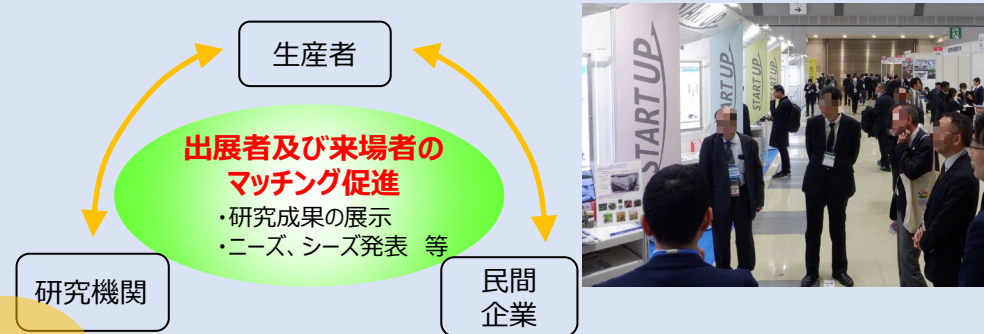 生産者
出展者及び来場者の
マッチング促進
・研究成果の展示
・ニーズ、シーズ発表　等
研究機関
民間
企業
START UP
START UP
START UP